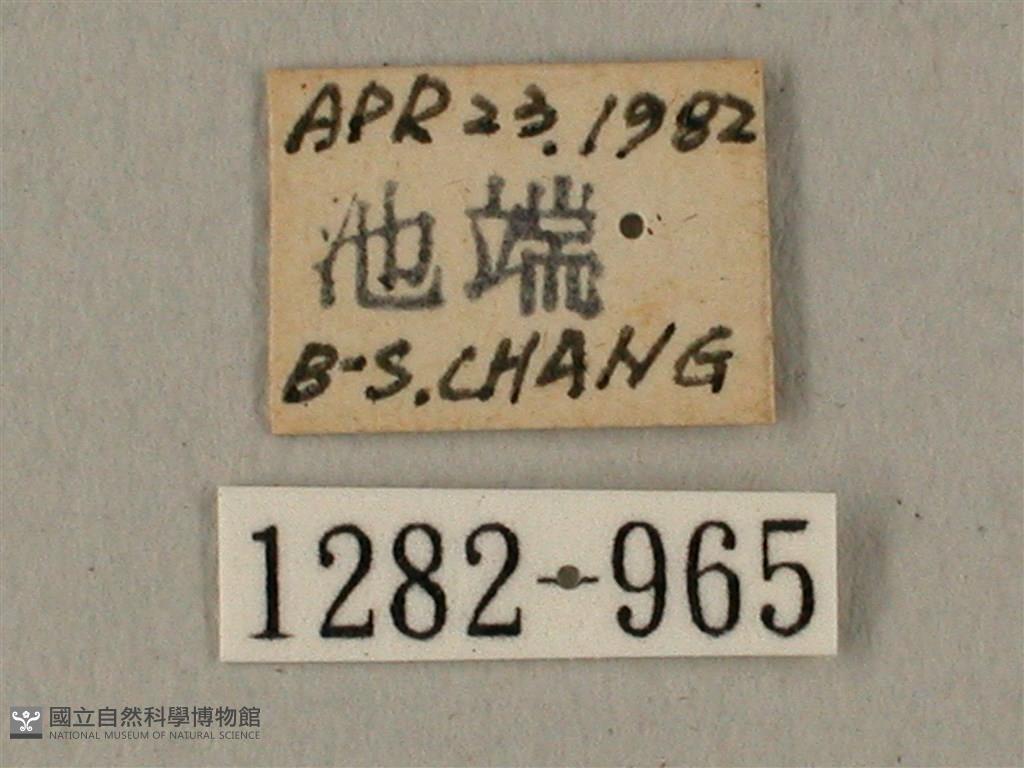 APR 23.1982
池端
B-S.CHANG
1282-965
國立自然科學博物館
NATIONAL MUSEUM OF NATURAL SCIENCE